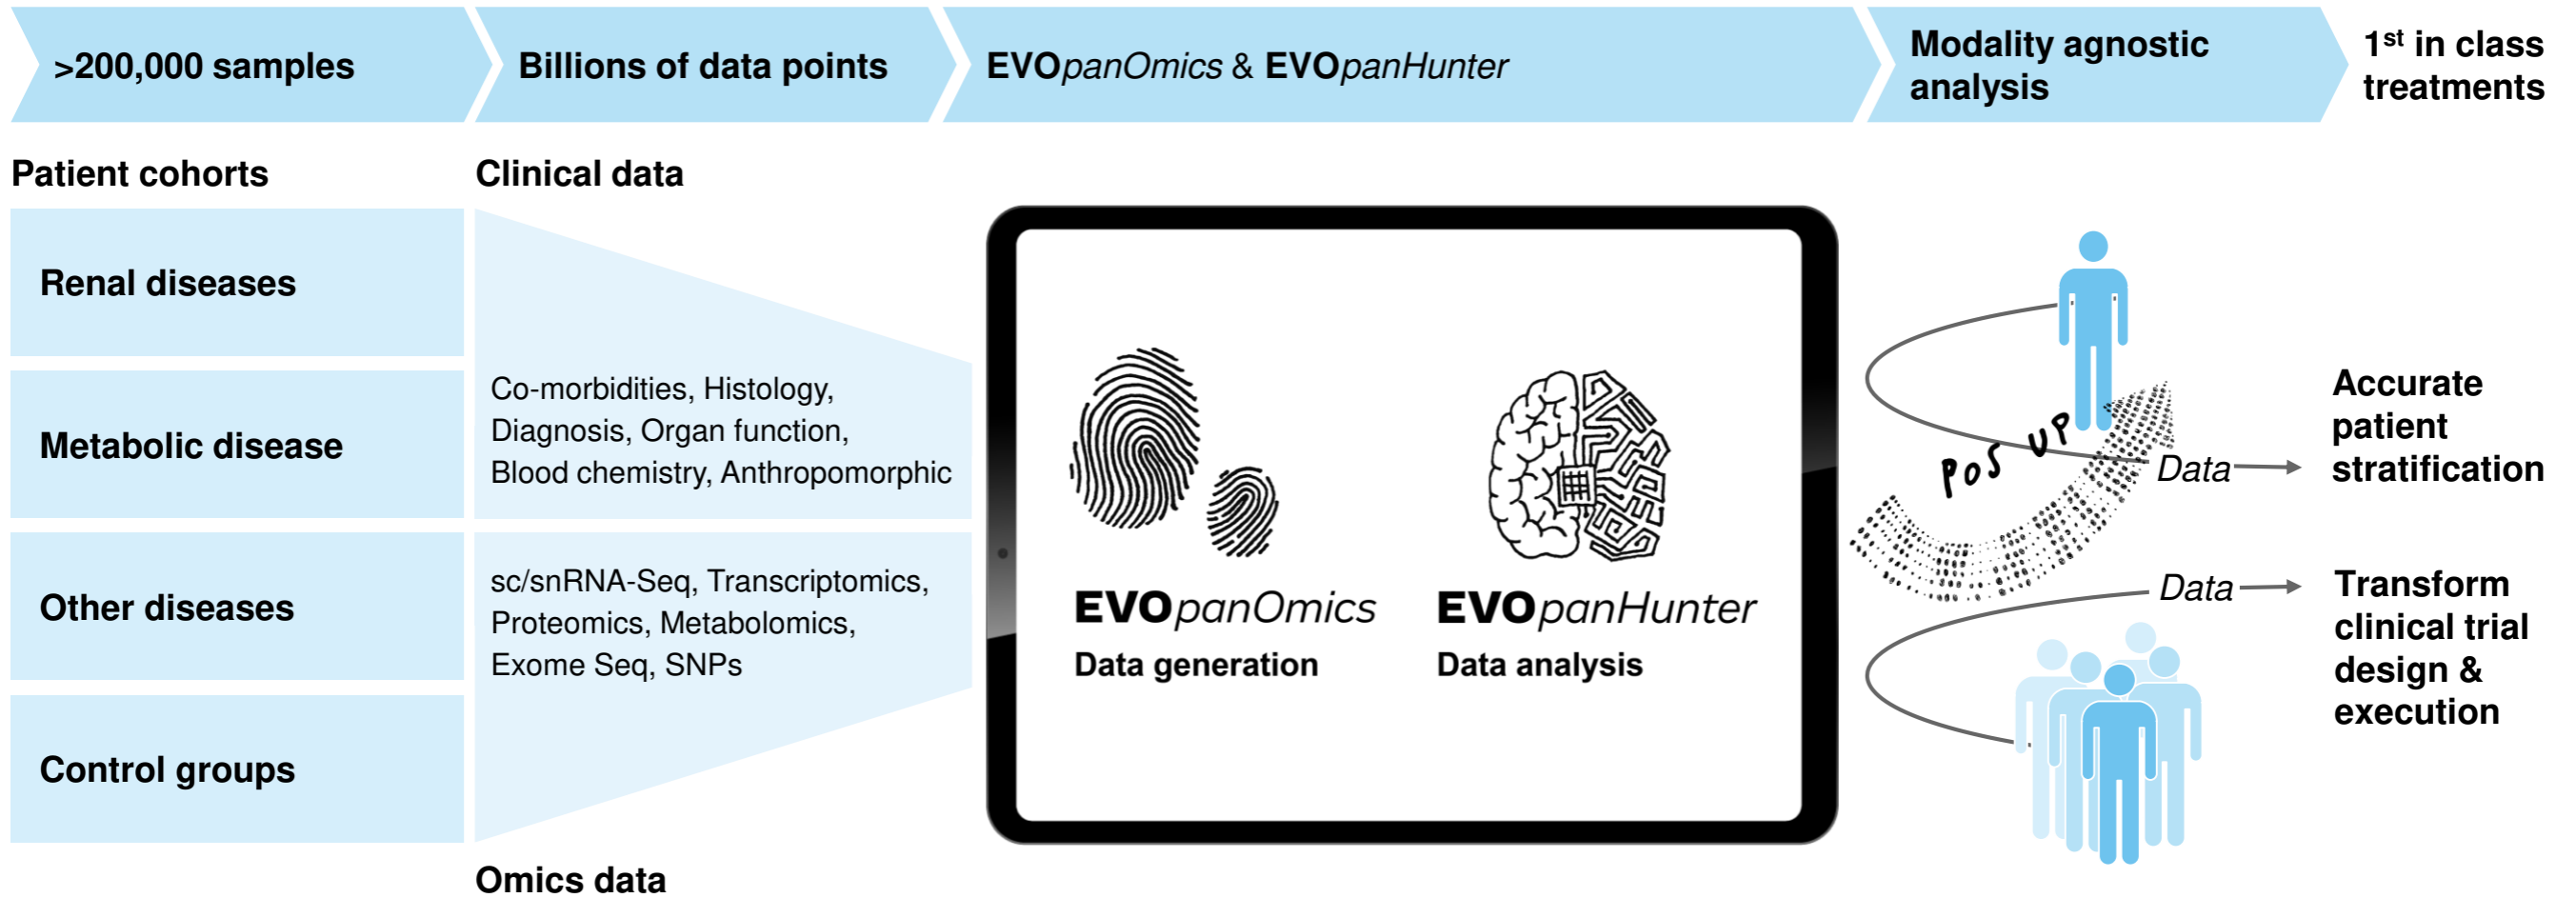 >200,000 samples
Billions of data points
EVOpanOmics & EVOpanHunter
Modality agnostic
analysis
1st in class
treatments
Patient cohorts
Renal diseases
Metabolic disease
Other diseases
Control groups
Clinical data
Co-morbidities, Histology,
Diagnosis, Organ function,
Blood chemistry, Anthropomorphic
sc/snRNA-Seq, Transcriptomics,
Proteomics, Metabolomics,
Exome Seq, SNPs
Omics data
EVOpanOmics
Data generation
EVOpanHunter
Data analysis
POS UP
Data
Accurate
patient
stratification
Data
Transform
clinical trial
design &
execution